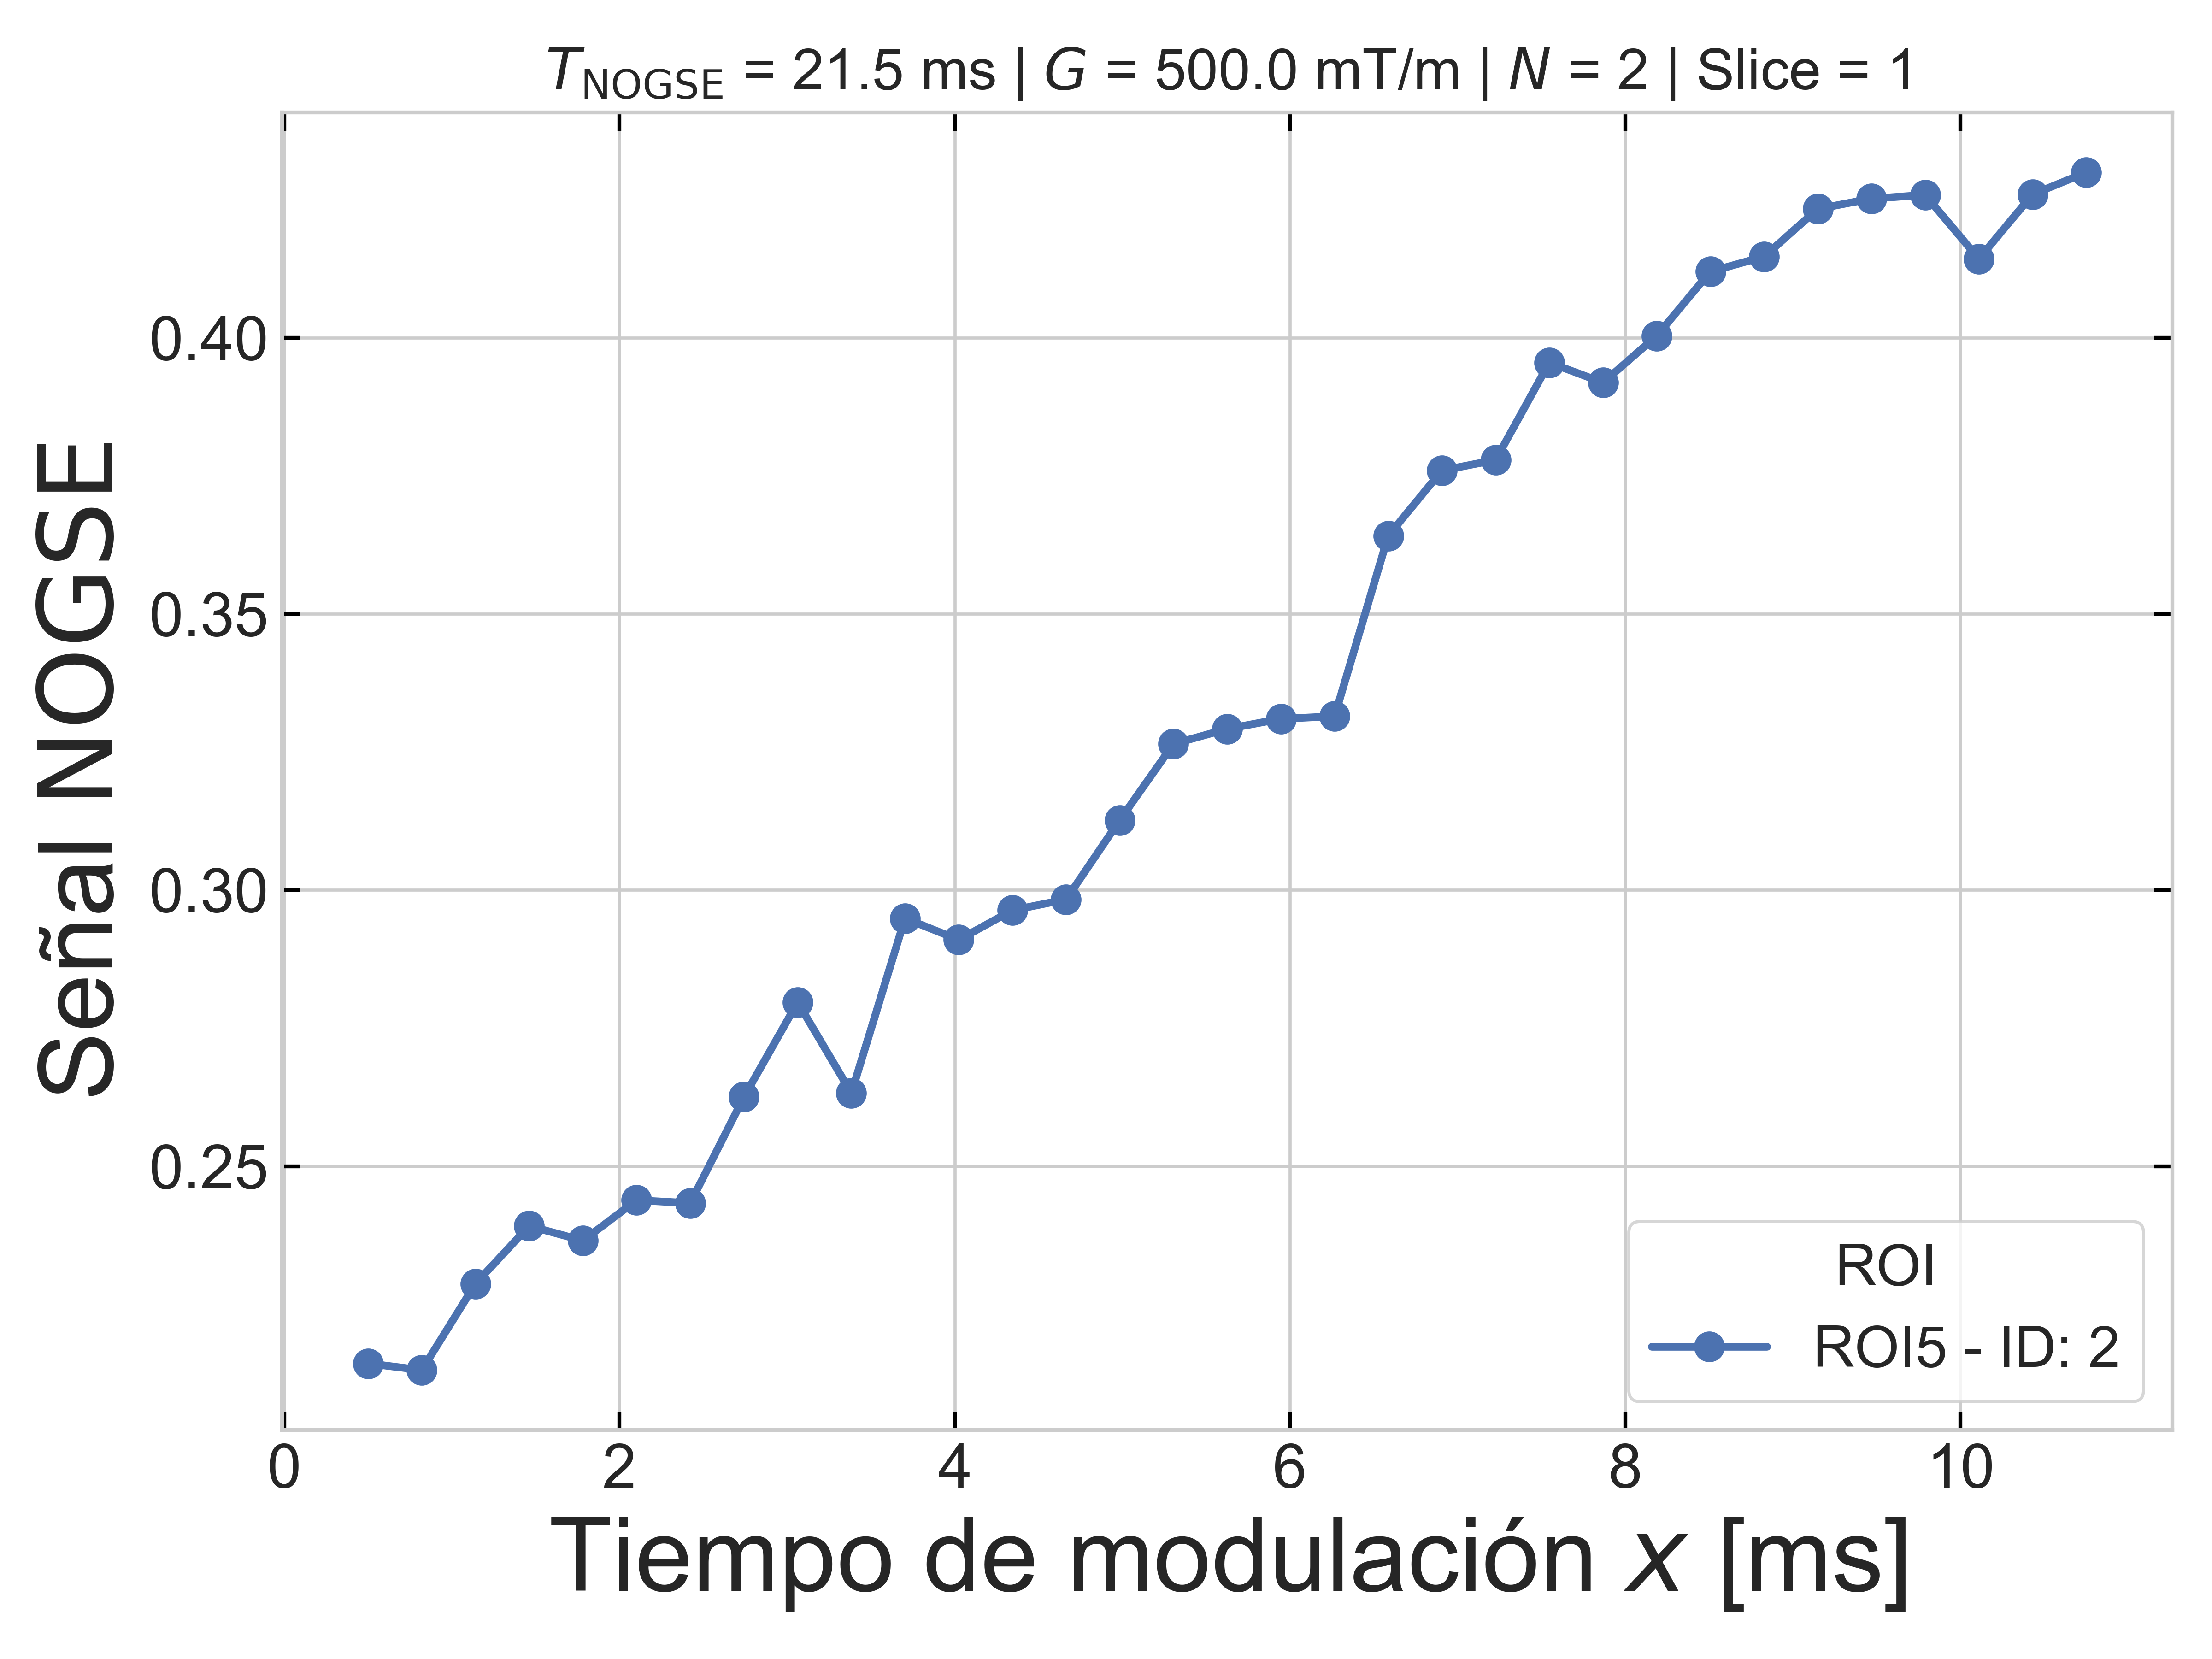 T_NOGSE = 21.5 ms | G = 500.0 mT/m | N = 2 | Slice = 1
Señal NOGSE
0.40
0.35
0.30
0.25
ROI
ROI5 - ID: 2
0 2 4 6 8 10
Tiempo de modulación x [ms]